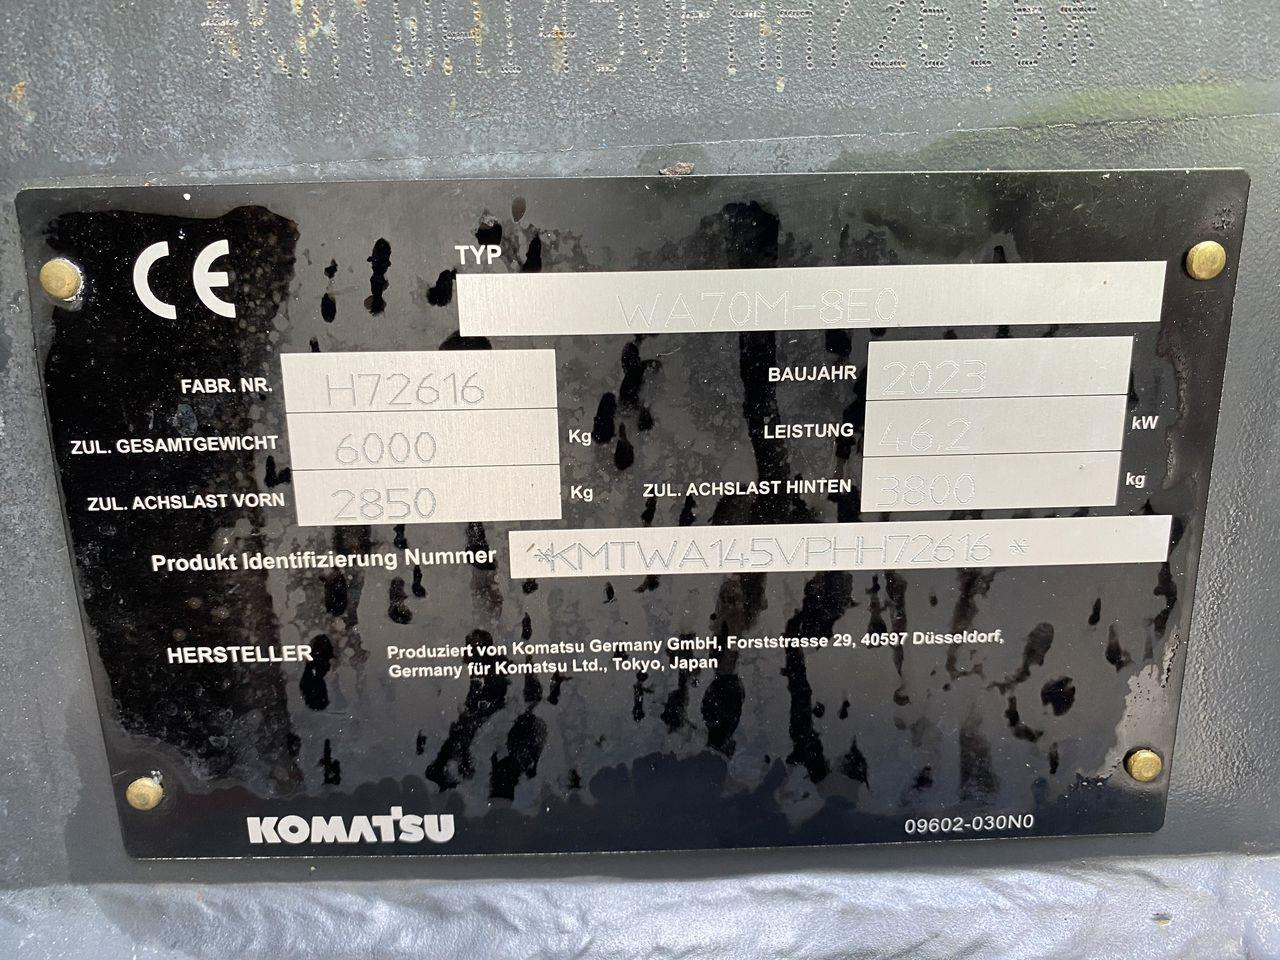 CE
TYP
WA70M-8E0
FABR. NR. H72616
BAUJAHR 2023
ZUL. GESAMTGEWICHT 6000 Kg
LEISTUNG 46,2 kW
ZUL. ACHSLAST VORN 2850 Kg
ZUL. ACHSLAST HINTEN 3800 kg
Produkt Identifizierung Nummer *KMTWA145VPHH72616*
HERSTELLER
Produziert von Komatsu Germany GmbH, Forststrasse 29, 40597 Düsseldorf,
Germany für Komatsu Ltd., Tokyo, Japan
KOMATSU
09602-030N0